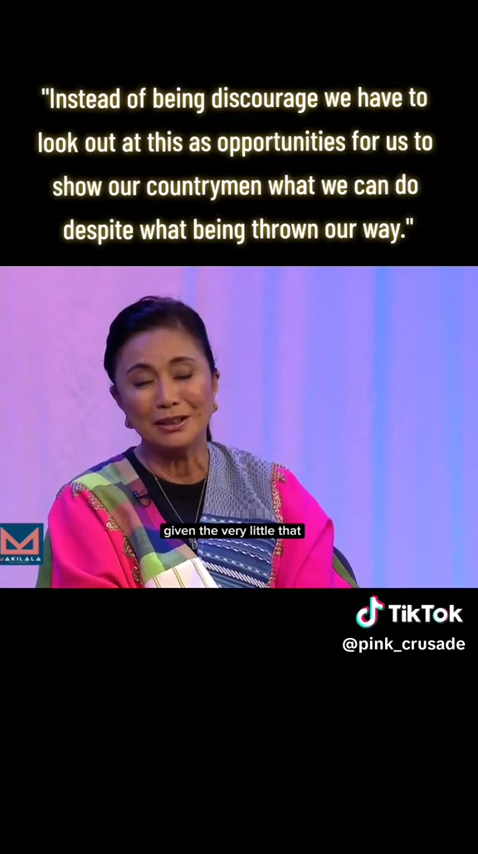 "Instead of being discourage we have to
look out at this as opportunities for us to
show our countrymen what we can do
despite what being thrown our way."
given the very little that
MAKILALA
TikTok
@pink_crusade